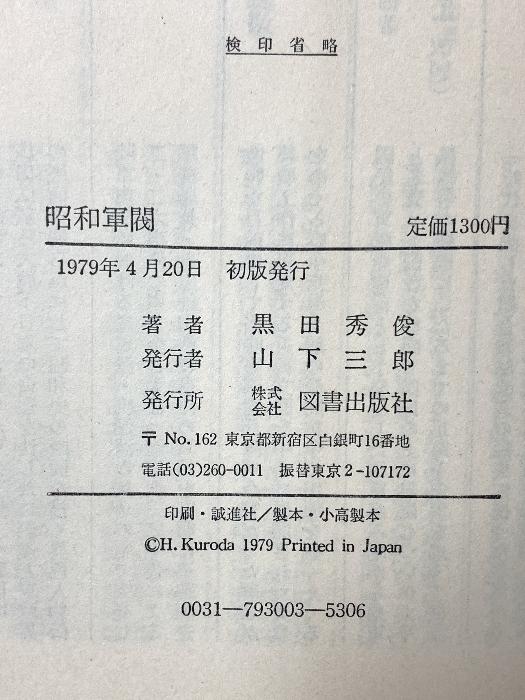 検印省略
昭和軍閥 定価1300円
1979年4月20日 初版発行
著者 黒田秀俊
発行者 山下三郎
発行所 株式会社 図書出版社
〒 No.162 東京都新宿区白銀町16番地
電話(03)260-0011 振替東京2-107172
印刷・誠進社/製本・小高製本
©H. Kuroda 1979 Printed in Japan
0031―793003―5306